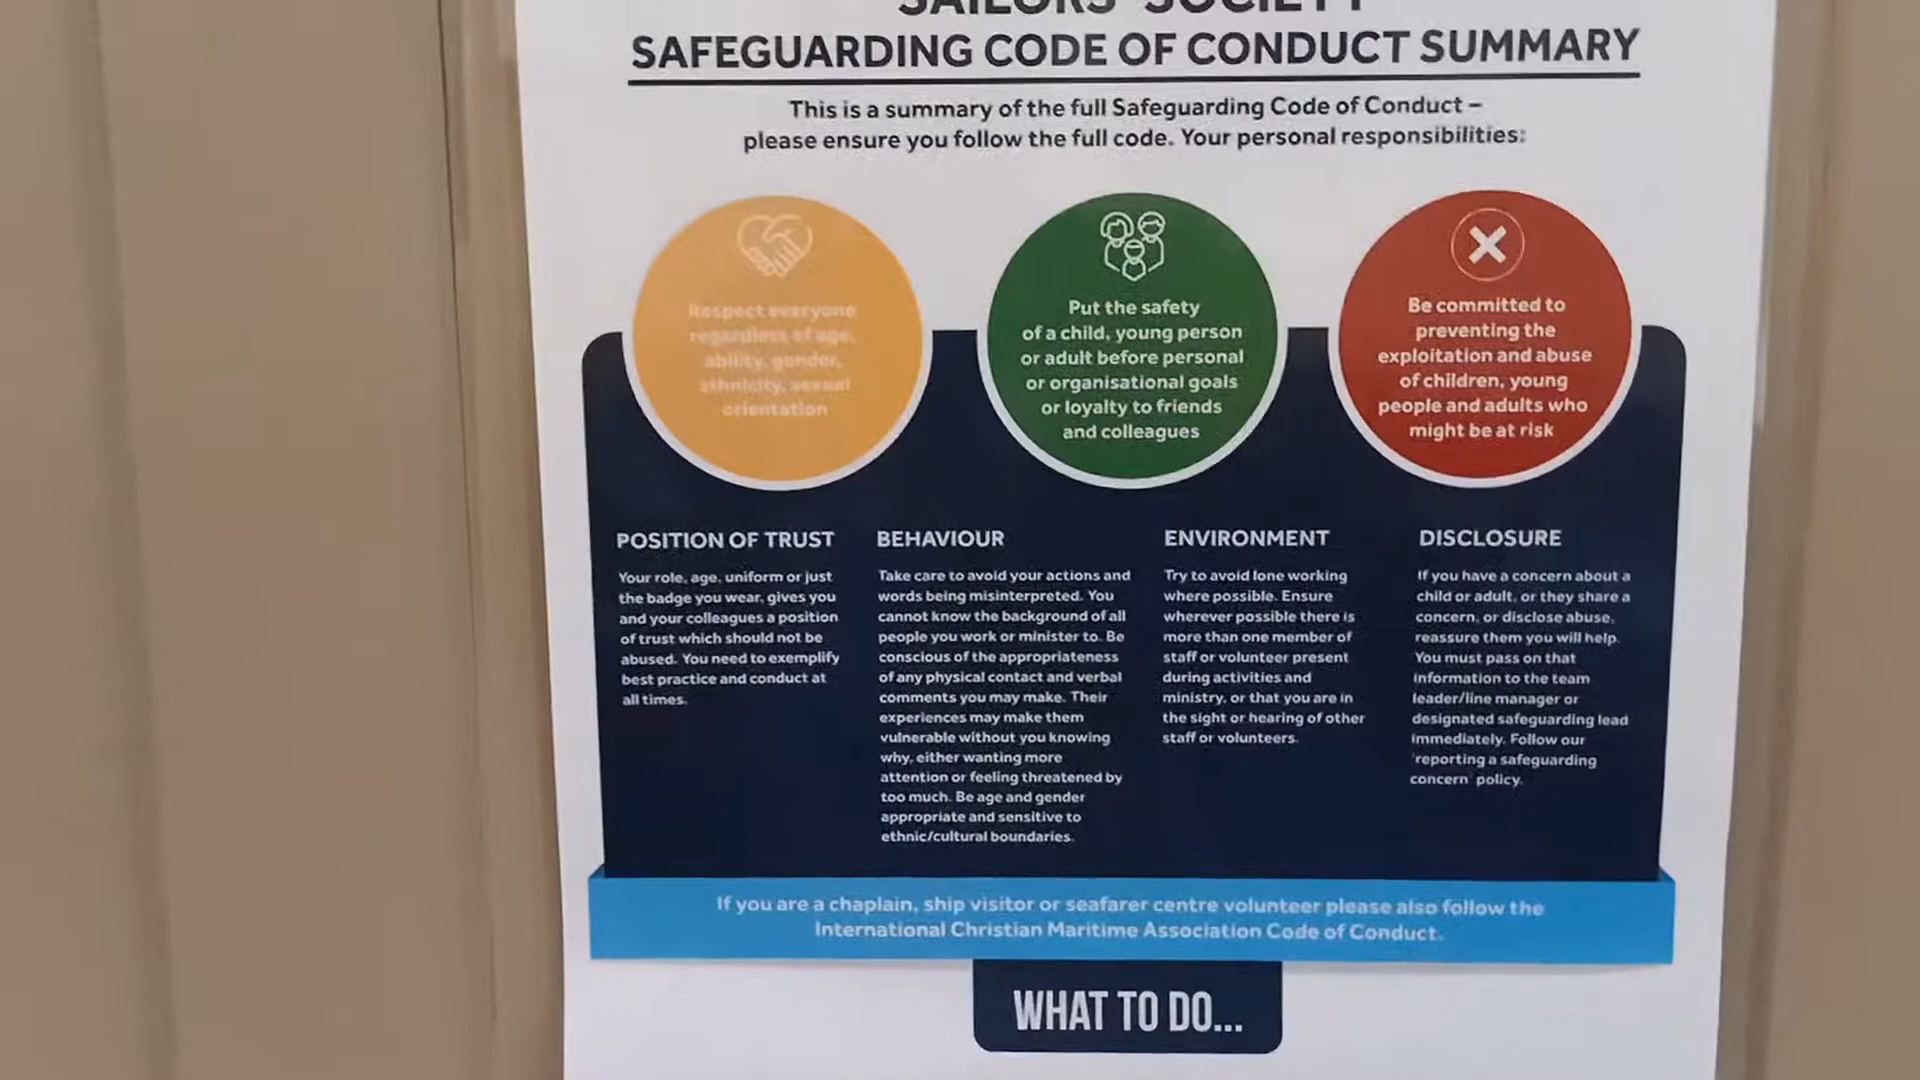 SAILORS' SOCIETY
SAFEGUARDING CODE OF CONDUCT SUMMARY
This is a summary of the full Safeguarding Code of Conduct –
please ensure you follow the full code. Your personal responsibilities:
Respect everyone
regardless of age,
ability, gender,
ethnicity, sexual
orientation
Put the safety
of a child, young person
or adult before personal
or organisational goals
or loyalty to friends
and colleagues
Be committed to
preventing the
exploitation and abuse
of children, young
people and adults who
might be at risk
POSITION OF TRUST
Your role, age, uniform or just
the badge you wear, gives you
and your colleagues a position
of trust which should not be
abused. You need to exemplify
best practice and conduct at
all times.
BEHAVIOUR
Take care to avoid your actions and
words being misinterpreted. You
cannot know the background of all
people you work or minister to. Be
conscious of the appropriateness
of any physical contact and verbal
comments you may make. Their
experiences may make them
vulnerable without you knowing
why, either wanting more
attention or feeling threatened by
too much. Be age and gender
appropriate and sensitive to
ethnic/cultural boundaries.
ENVIRONMENT
Try to avoid lone working
where possible. Ensure
wherever possible there is
more than one member of
staff or volunteer present
during activities and
ministry, or that you are in
the sight or hearing of other
staff or volunteers.
DISCLOSURE
If you have a concern about a
child or adult, or they share a
concern, or disclose abuse,
reassure them you will help.
You must pass on that
information to the team
leader/line manager or
designated safeguarding lead
immediately. Follow our
'reporting a safeguarding
concern' policy.
If you are a chaplain, ship visitor or seafarer centre volunteer please also follow the
International Christian Maritime Association Code of Conduct.
WHAT TO DO...